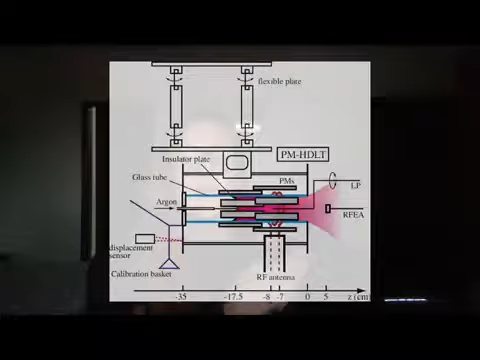 flexible plate
Insulator plate
PM-HDLT
Glass tube
PMs
LP
Argon
RFEA
displacement
sensor
Calibration basket
RF antenna
-35 -17.5 -8 -7 0 5 z (cm)